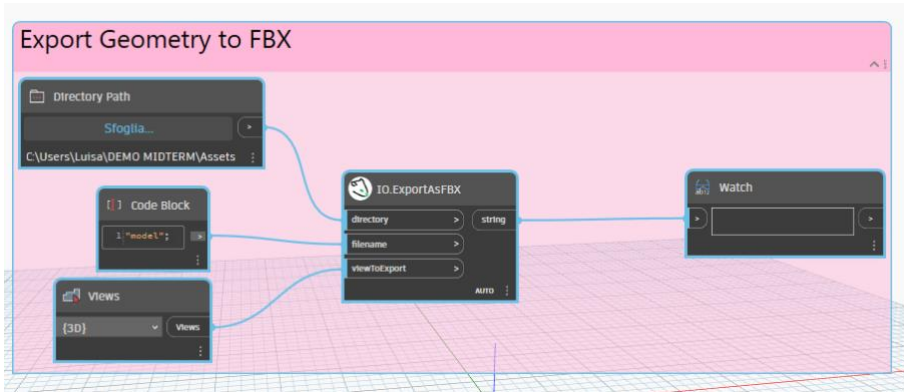 Export Geometry to FBX
Directory Path
Sfoglia...
>
C:\Users\Luisa\DEMO MIDTERM\Assets
Code Block
1 "model";
>
Views
{3D}
Views
IO.ExportAsFBX
directory >
string
filename >
viewToExport >
AUTO
Watch
>
>